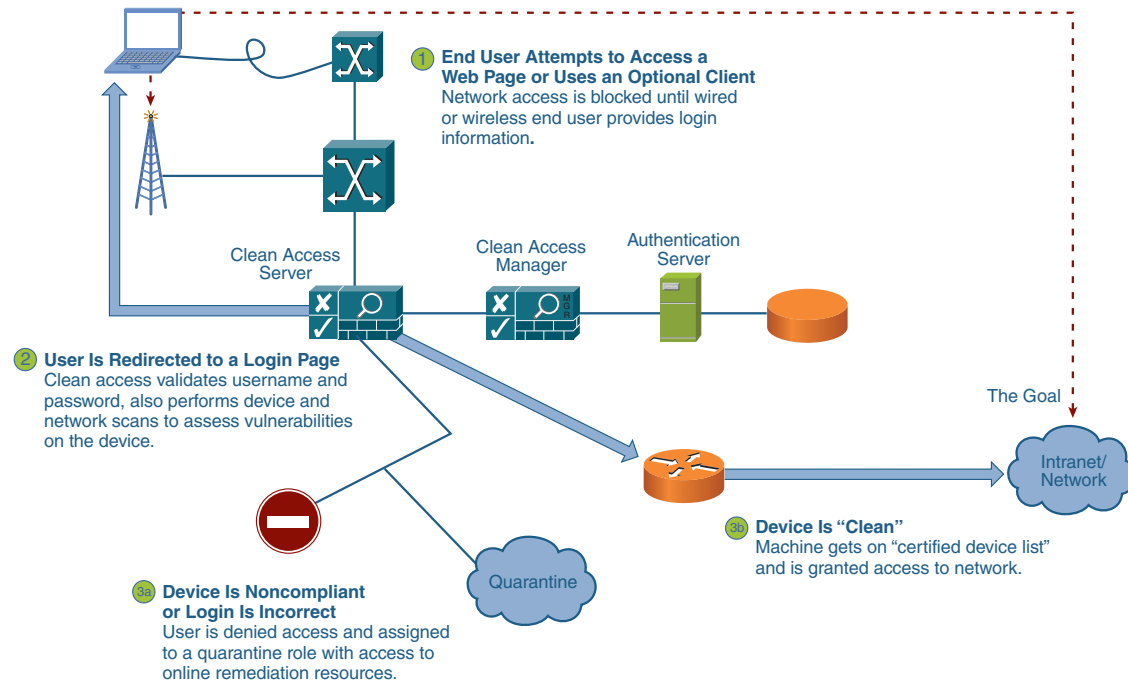 1 End User Attempts to Access a
Web Page or Uses an Optional Client
Network access is blocked until wired
or wireless end user provides login
information.
Clean Access
Server
Clean Access
Manager
Authentication
Server
MGR
2 User Is Redirected to a Login Page
Clean access validates username and
password, also performs device and
network scans to assess vulnerabilities
on the device.
The Goal
Intranet/
Network
3b Device Is “Clean”
Machine gets on “certified device list”
and is granted access to network.
Quarantine
3a Device Is Noncompliant
or Login Is Incorrect
User is denied access and assigned
to a quarantine role with access to
online remediation resources.